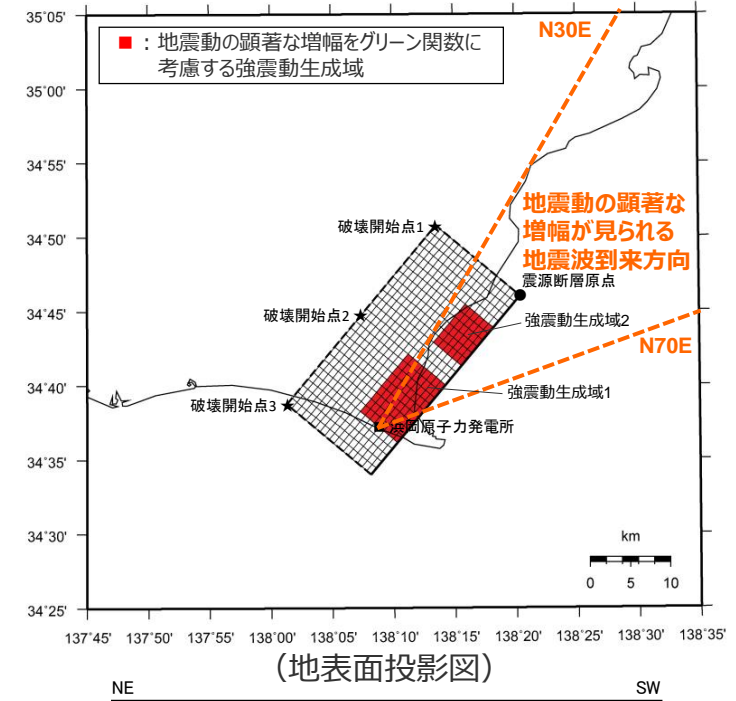 ■：地震動の顕著な増幅をグリーン関数に
考慮する強震動生成域
N30E
35°05'
35°00'
34°55'
34°50'
34°45'
34°40'
34°35'
34°30'
34°25'
地震動の顕著な
増幅が見られる
地震波到来方向
破壊開始点1
震源断層原点
破壊開始点2
強震動生成域2
N70E
強震動生成域1
破壊開始点3
浜岡原子力発電所
km
0 5 10
137°45' 137°50' 137°55' 138°00' 138°05' 138°10' 138°15' 138°20' 138°25' 138°30' 138°35'
（地表面投影図）
NE SW